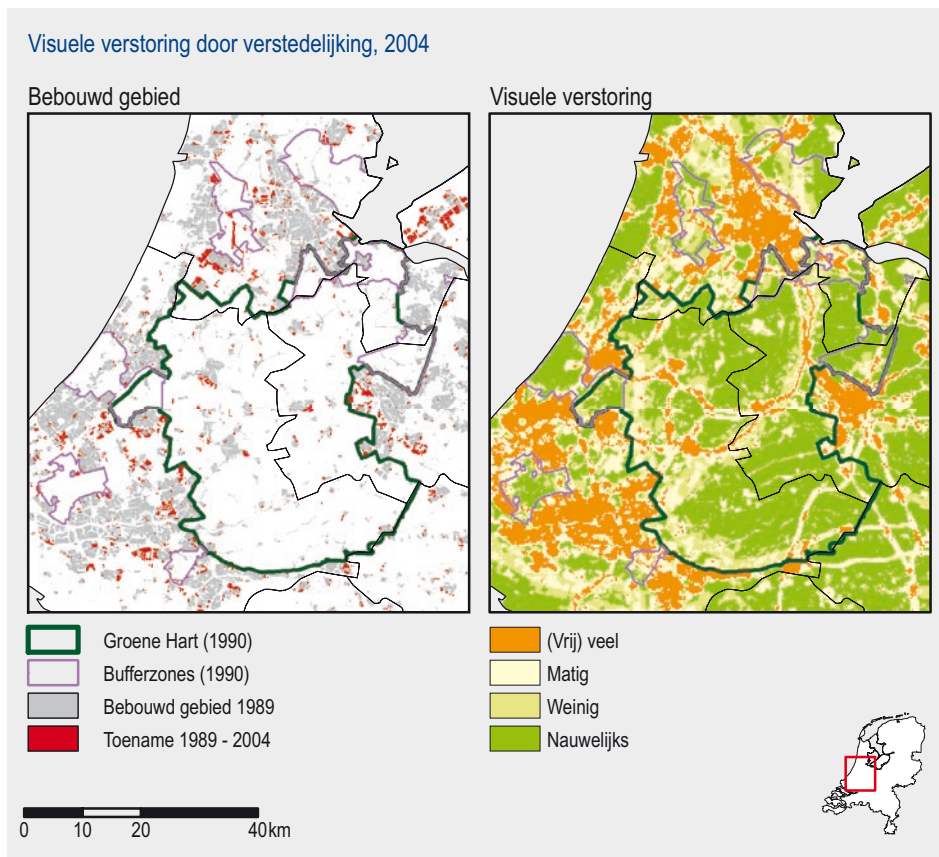 Visuele verstoring door verstedelijking, 2004
Bebouwd gebied
Visuele verstoring
Groene Hart (1990)
Bufferzones (1990)
Bebouwd gebied 1989
Toename 1989 - 2004
(Vrij) veel
Matig
Weinig
Nauwelijks
0 10 20 40km